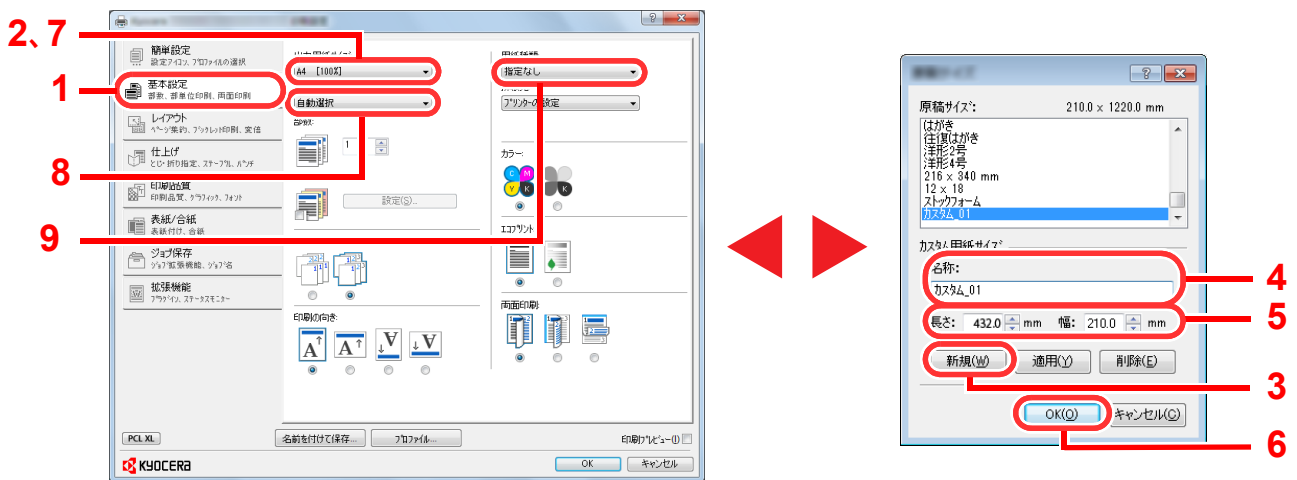 2、7
1
8
9
簡単設定
設定アイコン、プロファイルの選択
基本設定
部数、部単位印刷、両面印刷
レイアウト
ページ集約、ブックレット印刷、変倍
仕上げ
とじ・折り指定、ステープル、パンチ
印刷品質
印刷品質、グラフィック、フォント
表紙/合紙
表紙付け、合紙
ジョブ保存
ジョブ拡張機能、ジョブ名
拡張機能
プラグイン、ステータスモニター
A4 [100%]
自動選択
部数:
1
設定(S)...
印刷の向き:
指定なし
プリンターの設定
カラー:
C M Y K
K
エコプリント
両面印刷:
PCL XL
名前を付けて保存...
プロファイル...
印刷プレビュー(I)
KYOCERA
OK
キャンセル
原稿サイズ:
210.0 x 1220.0 mm
はがき
往復はがき
洋形2号
洋形4号
216 x 340 mm
12 x 18
ストックフォーム
カスタム_01
カスタム用紙サイズ
名称:
カスタム_01
長さ: 432.0 mm 幅: 210.0 mm
新規(W)
適用(Y)
削除(E)
OK(O)
キャンセル(C)
4
5
3
6